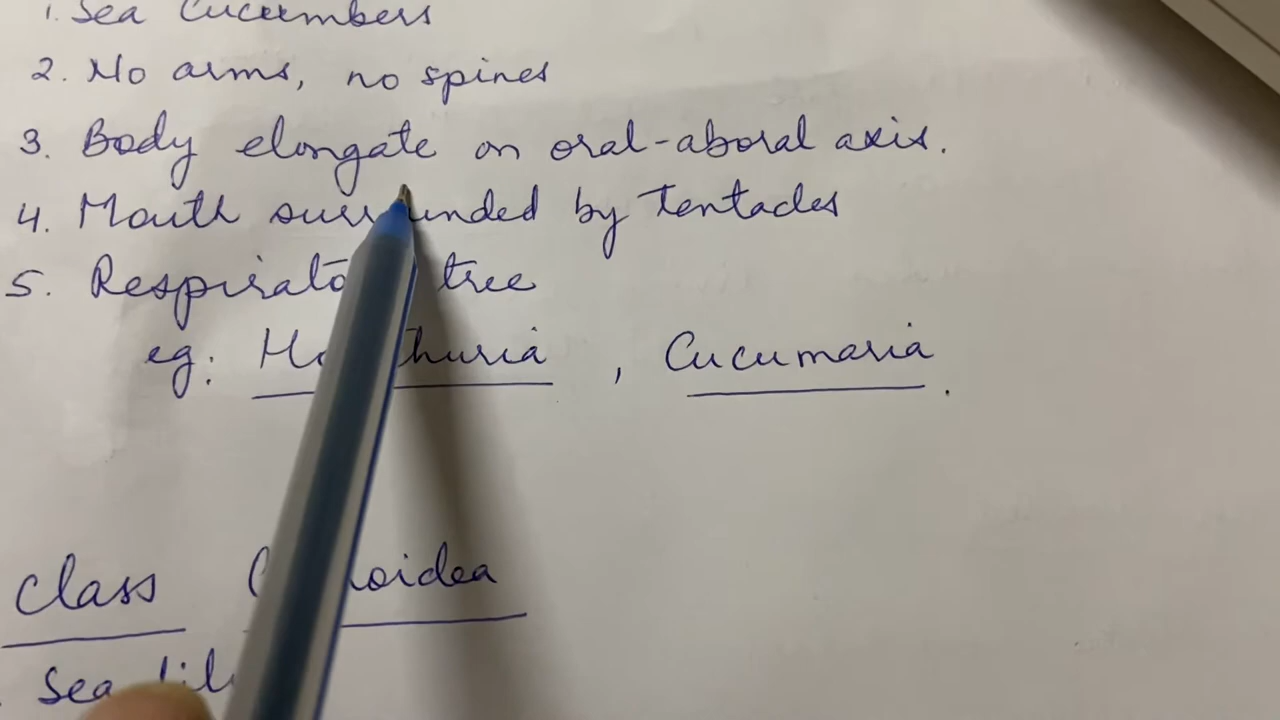 1. Sea Cucumbers
2. No arms, no spines
3. Body elongate on oral-aboral axis.
4. Mouth surrounded by tentacles
5. tree
eg: , Cucumaria.
Class
Sea